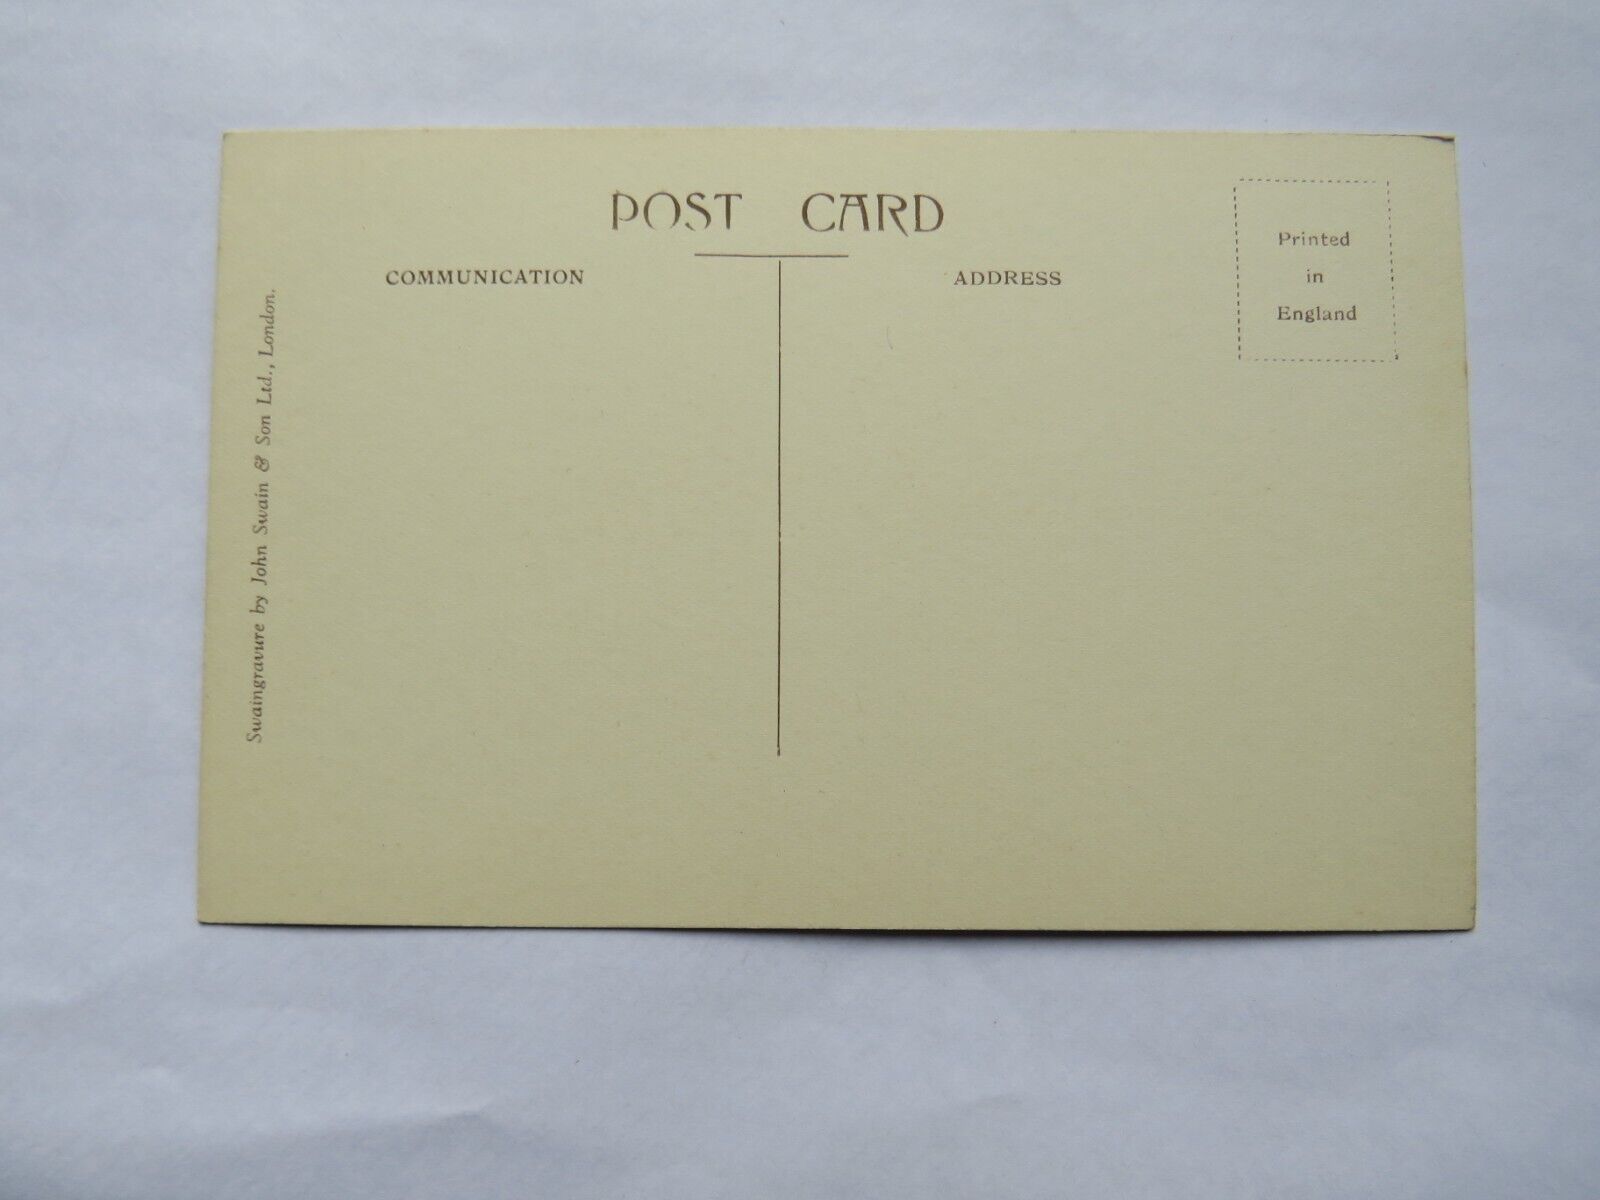 POST CARD
COMMUNICATION
ADDRESS
Printed
in
England
Swaingravure by John Swain & Son Ltd., London.